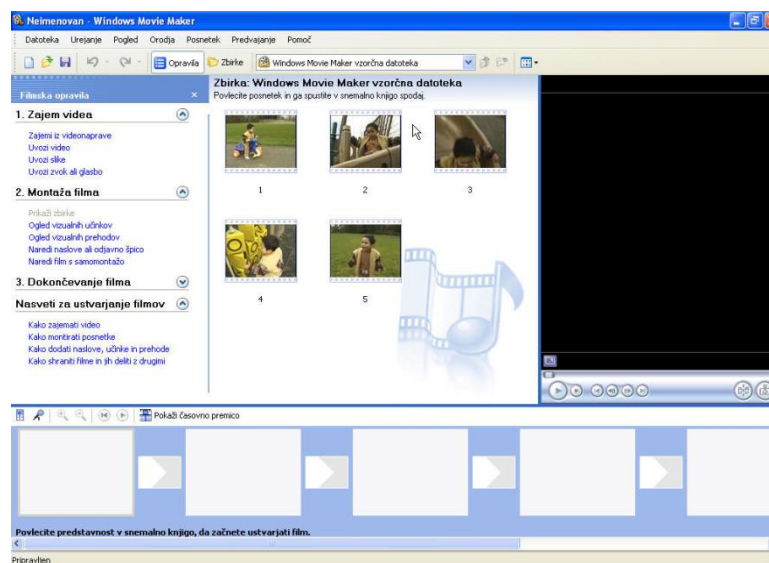 Neimenovan - Windows Movie Maker
Datoteka Urejanje Pogled Orodja Posnetek Predvajanje Pomoč
Opravila Zbirke Windows Movie Maker vzorčna datoteka
Filmska opravila
Zbirka: Windows Movie Maker vzorčna datoteka
Povlecite posnetek in ga spustite v snemalno knjigo spodaj.
1. Zajem videa
Zajemi iz videonaprave
Uvozi video
Uvozi slike
Uvozi zvok ali glasbo
2. Montaža filma
Prikaži zbirke
Ogled vizualnih učinkov
Ogled vizualnih prehodov
Naredi naslove ali odjavno špico
Naredi film s samomontažo
3. Dokončevanje filma
Nasveti za ustvarjanje filmov
Kako zajemati video
Kako montirati posnetke
Kako dodati naslove, učinke in prehode
Kako shraniti filme in jih deliti z drugimi
1 2 3
4 5
Pokaži časovno premico
Povlecite predstavnost v snemalno knjigo, da začnete ustvarjati film.
Pripravljen